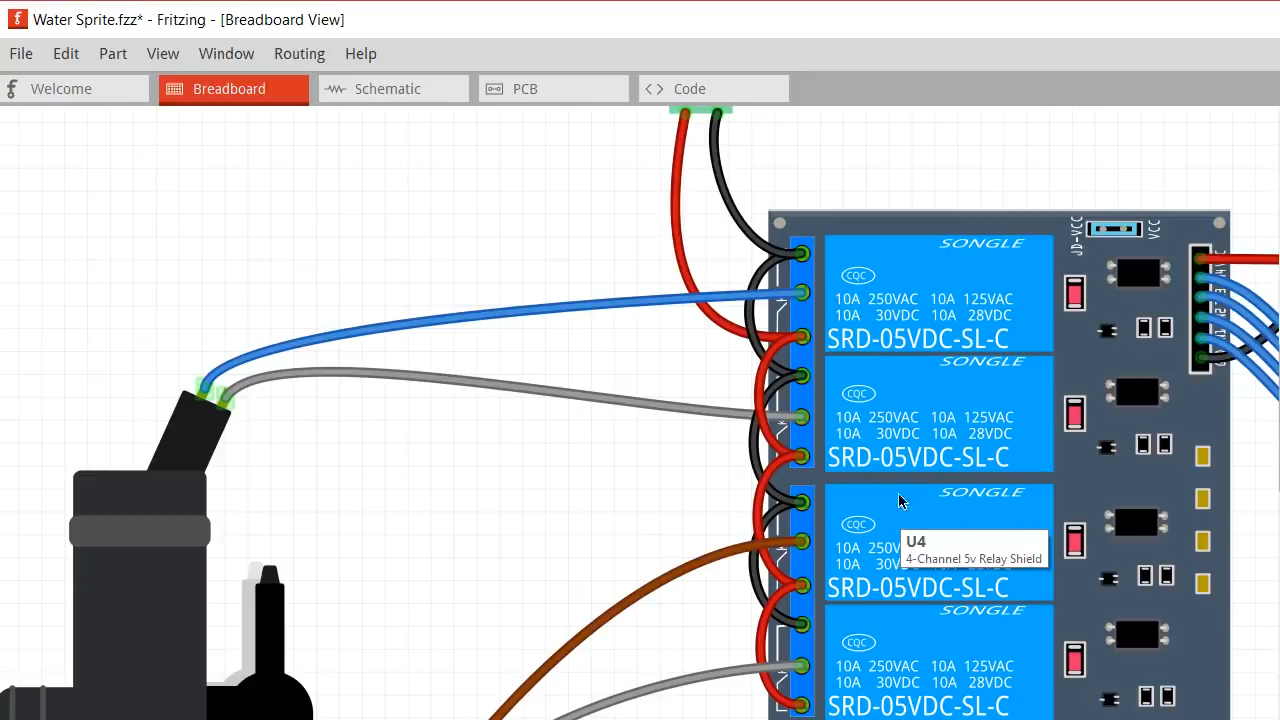 Water Sprite.fzz* - Fritzing - [Breadboard View]
File Edit Part View Window Routing Help
Welcome Breadboard Schematic PCB Code
SONGLE
JD-VCC VCC
CQC
10A 250VAC 10A 125VAC
10A 30VDC 10A 28VDC
SRD-05VDC-SL-C
SONGLE
CQC
10A 250VAC 10A 125VAC
10A 30VDC 10A 28VDC
SRD-05VDC-SL-C
SONGLE
CQC
U4
10A
4-Channel 5v Relay Shield
10A
SRD-05VDC-SL-C
SONGLE
CQC
10A 250VAC 10A 125VAC
10A 30VDC 10A 28VDC
SRD-05VDC-SL-C